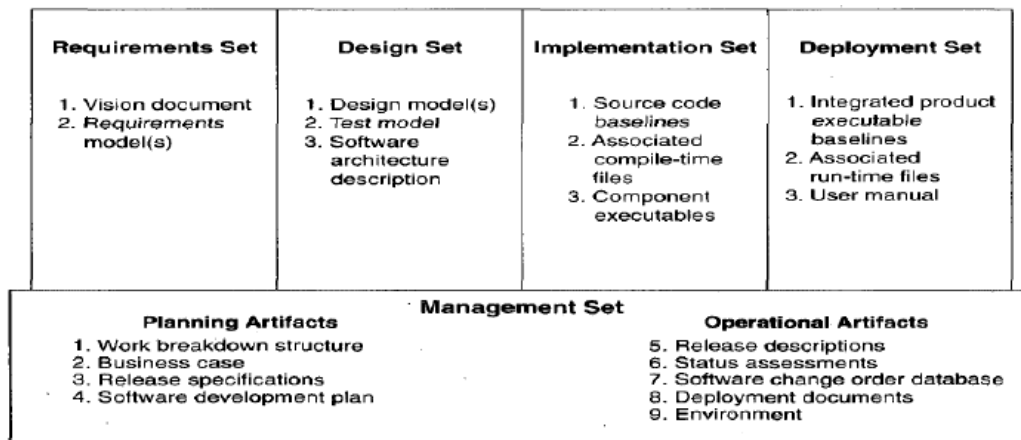 Requirements Set
1. Vision document
2. Requirements
model(s)
Design Set
1. Design model(s)
2. Test model
3. Software
architecture
description
Implementation Set
1. Source code
baselines
2. Associated
compile-time
files
3. Component
executables
Deployment Set
1. Integrated product
executable
baselines
2. Associated
run-time files
3. User manual
Management Set
Planning Artifacts
1. Work breakdown structure
2. Business case
3. Release specifications
4. Software development plan
Operational Artifacts
5. Release descriptions
6. Status assessments
7. Software change order database
8. Deployment documents
9. Environment